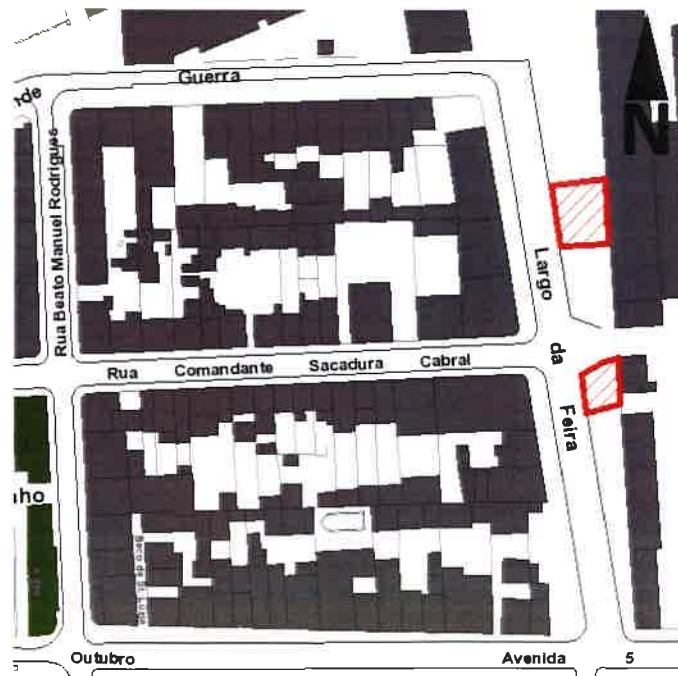 Guerra
nde
N
Rua Beato Manuel Rodrigues
Largo
da
Feira
Rua Comandante Sacadura Cabral
nho
Outubro
Avenida 5